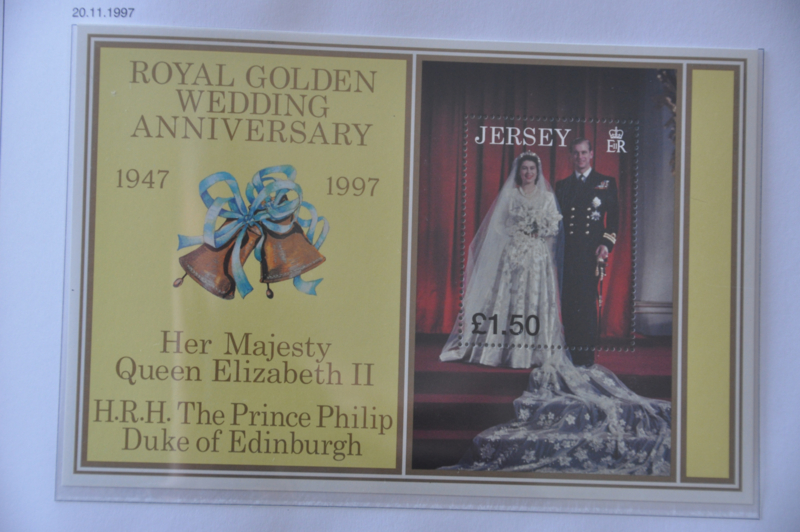 20.11.1997
ROYAL GOLDEN
WEDDING
ANNIVERSARY
1947 1997
Her Majesty
Queen Elizabeth II
H.R.H. The Prince Philip
Duke of Edinburgh
JERSEY
EIIR
£1.50